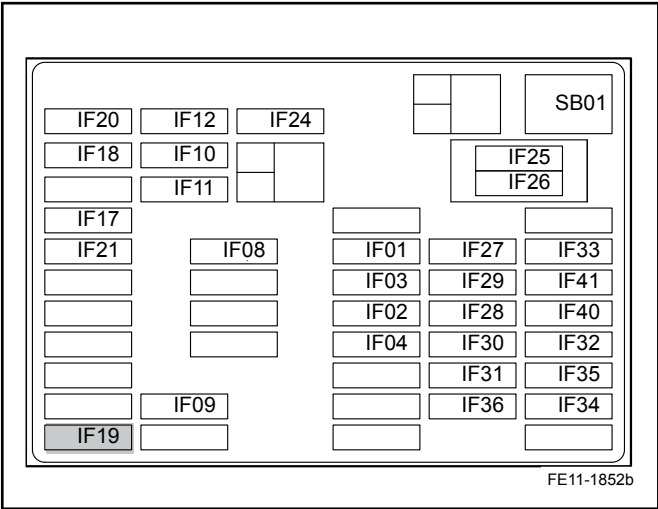 SB01
IF20 IF12 IF24
IF18 IF10 IF25
IF11 IF26
IF17
IF21 IF08 IF01 IF27 IF33
IF03 IF29 IF41
IF02 IF28 IF40
IF04 IF30 IF32
IF31 IF35
IF09 IF36 IF34
IF19
FE11-1852b